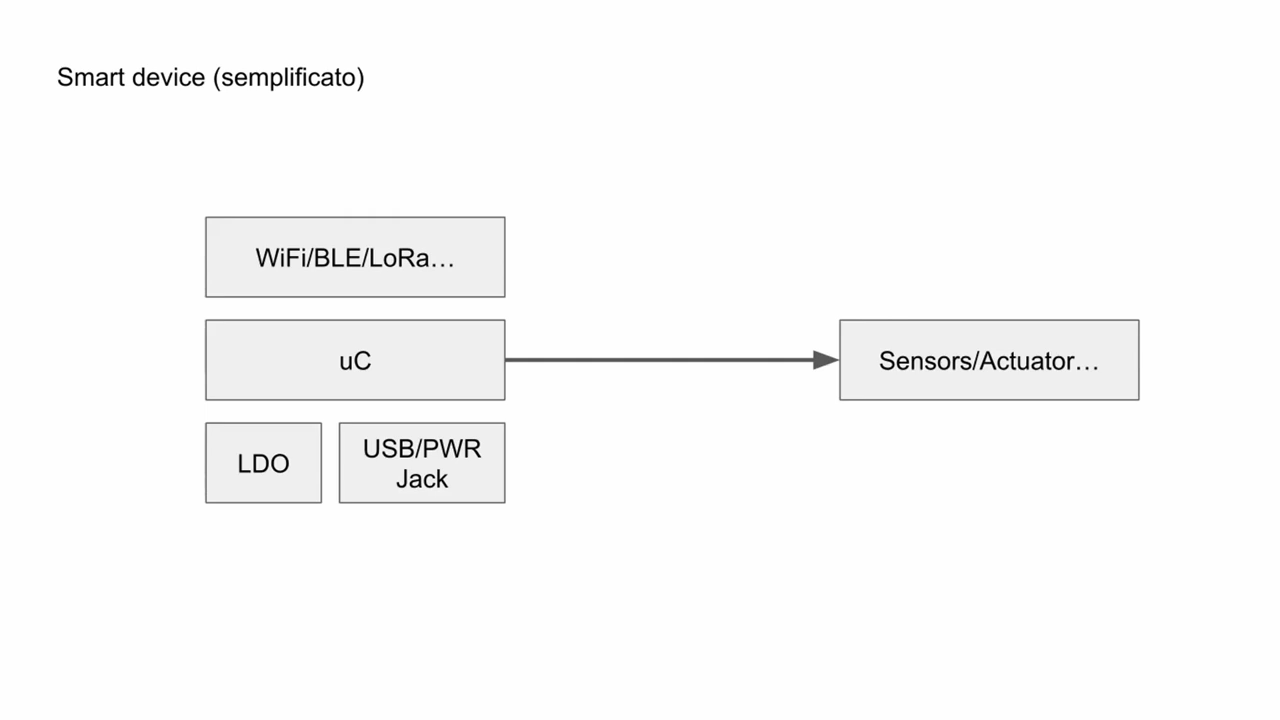 Smart device (semplificato)
WiFi/BLE/LoRa…
uC
Sensors/Actuator…
LDO
USB/PWR
Jack